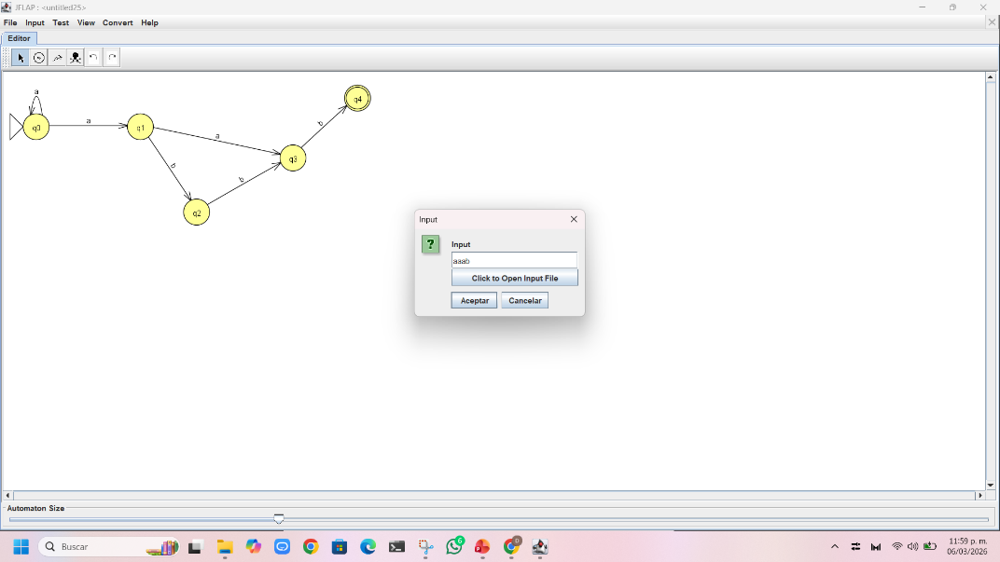 JFLAP : <untitled25>
File Input Test View Convert Help
Editor
a
q0
a
q1
a
b
q2
b
q3
b
q4
Input
?
Input
aaab
Click to Open Input File
Aceptar Cancelar
Automaton Size
Buscar
6
0
11:59 p. m.
06/03/2026